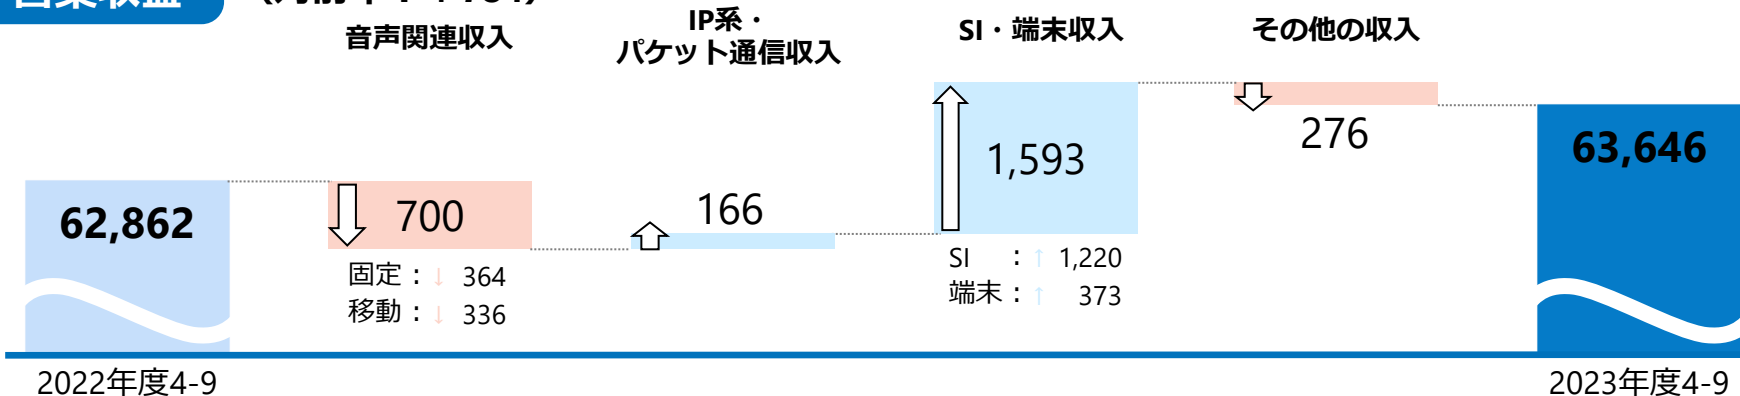 音声関連収入
IP系・
パケット通信収入
SI・端末収入
その他の収入
62,862
700
固定：↓ 364
移動：↓ 336
166
1,593
SI ：↑ 1,220
端末：↑ 373
276
63,646
2022年度4-9
2023年度4-9